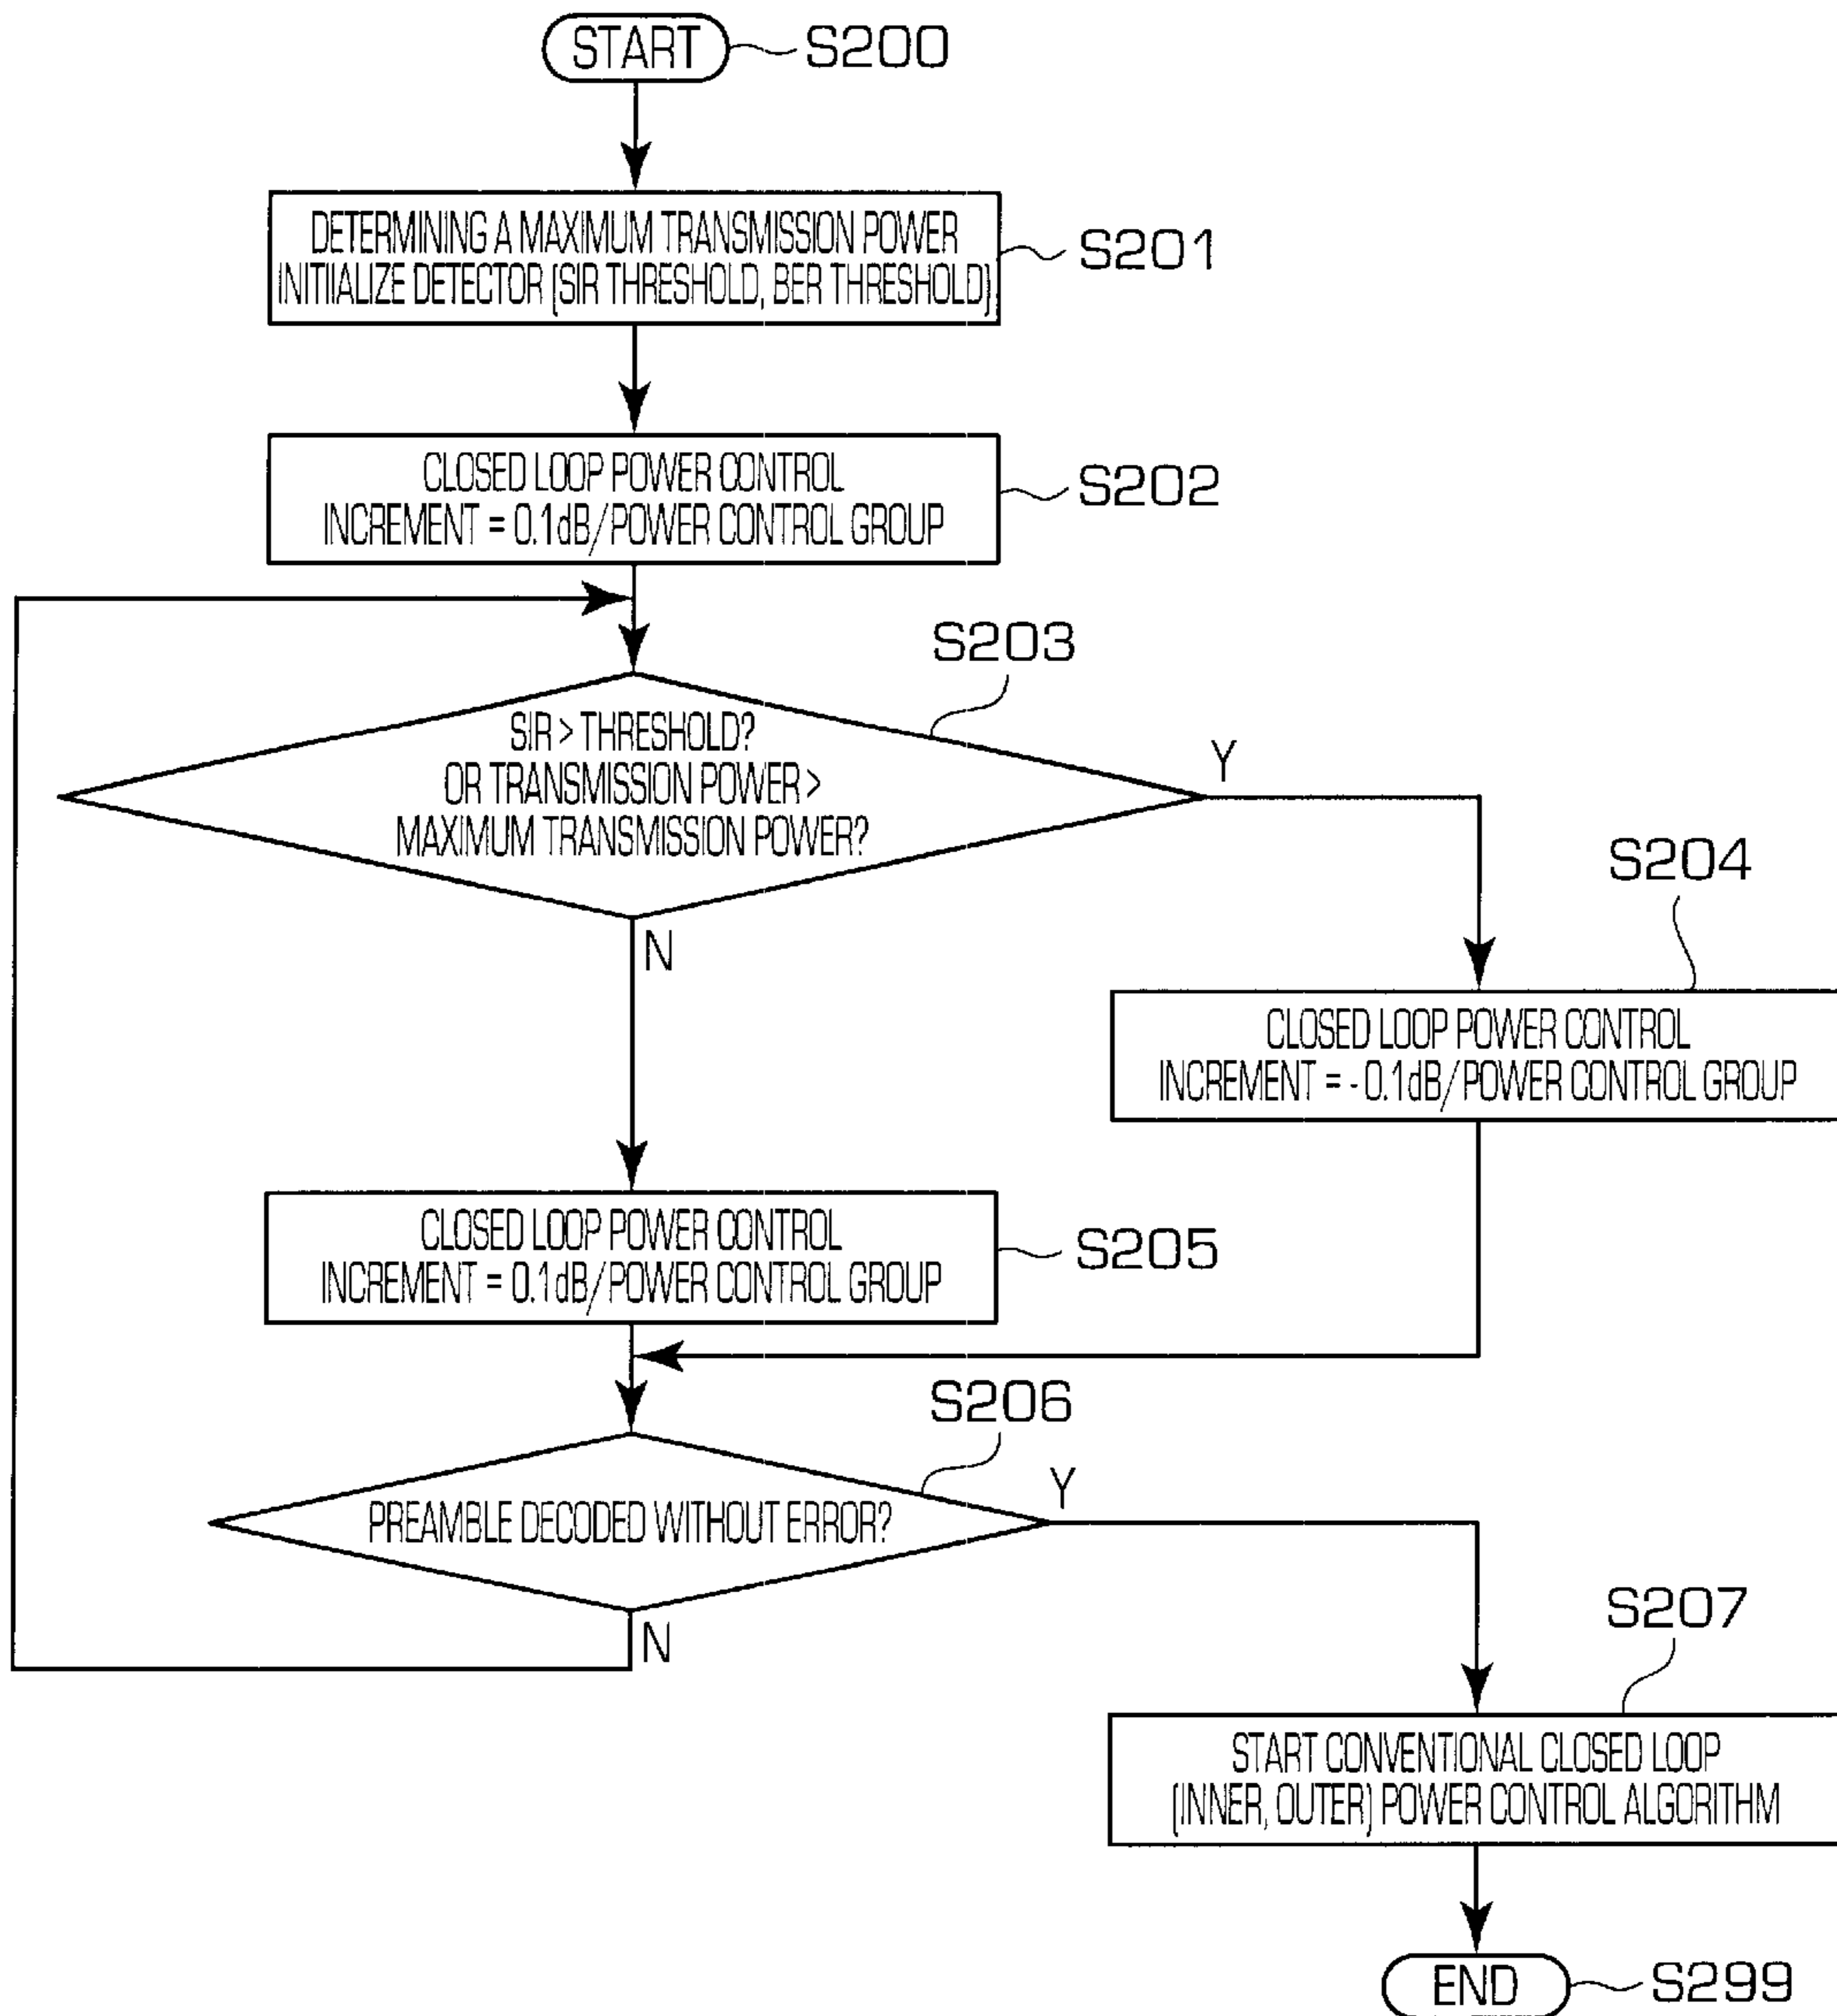 START
S200
DETERMINING A MAXIMUM TRANSMISSION POWER
INITIIALIZE DETECTOR (SIR THRESHOLD, BER THRESHOLD)
S201
CLOSED LOOP POWER CONTROL
INCREMENT = 0.1dB/POWER CONTROL GROUP
S202
S203
SIR > THRESHOLD?
OR TRANSMISSION POWER >
MAXIMUM TRANSMISSION POWER?
Y
N
S204
CLOSED LOOP POWER CONTROL
INCREMENT = - 0.1dB/POWER CONTROL GROUP
CLOSED LOOP POWER CONTROL
INCREMENT = 0.1dB/POWER CONTROL GROUP
S205
S206
PREAMBLE DECODED WITHOUT ERROR?
Y
N
S207
START CONVENTIONAL CLOSED LOOP
(INNER, OUTER) POWER CONTROL ALGORITHM
END
S299